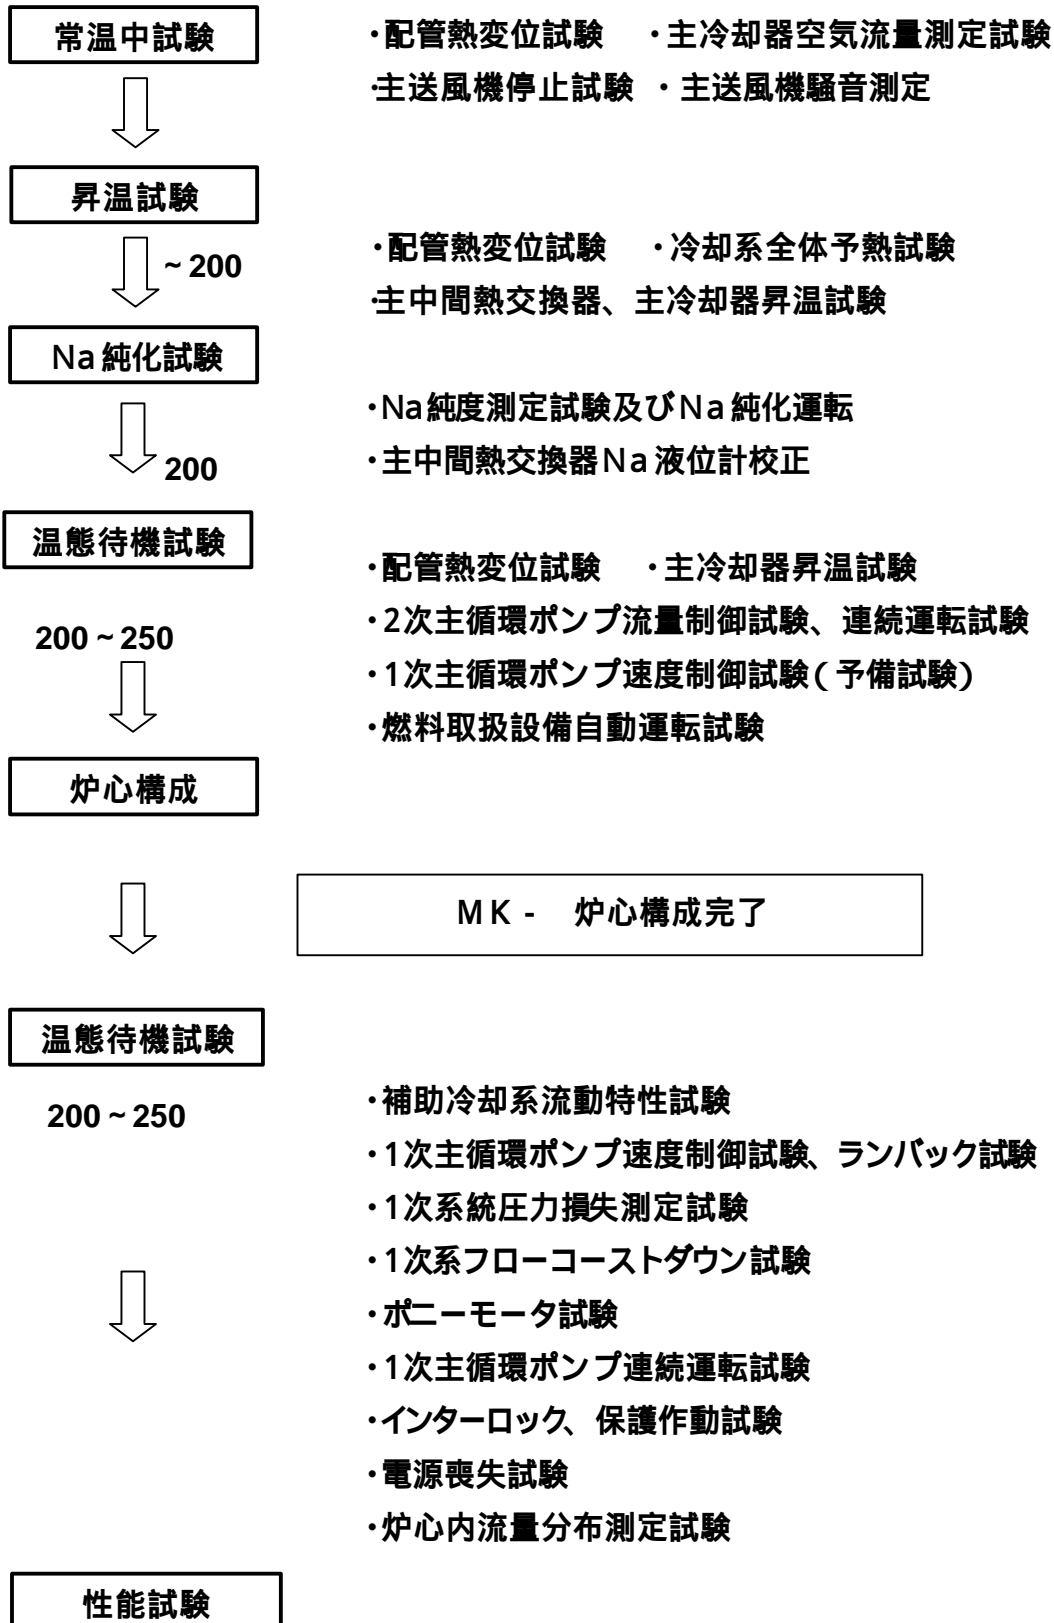 常温中試験
・配管熱変位試験　・主冷却器空気流量測定試験
・主送風機停止試験　・主送風機騒音測定
昇温試験
~200
・配管熱変位試験　・冷却系全体予熱試験
・主中間熱交換器、主冷却器昇温試験
Na純化試験
200
・Na純度測定試験及びNa純化運転
・主中間熱交換器Na液位計校正
温態待機試験
200~250
・配管熱変位試験　・主冷却器昇温試験
・2次主循環ポンプ流量制御試験、連続運転試験
・1次主循環ポンプ速度制御試験(予備試験)
・燃料取扱設備自動運転試験
炉心構成
MK-　炉心構成完了
温態待機試験
200~250
・補助冷却系流動特性試験
・1次主循環ポンプ速度制御試験、ランバック試験
・1次系統圧力損失測定試験
・1次系フローコーストダウン試験
・ポニーモータ試験
・1次主循環ポンプ連続運転試験
・インターロック、保護作動試験
・電源喪失試験
・炉心内流量分布測定試験
性能試験